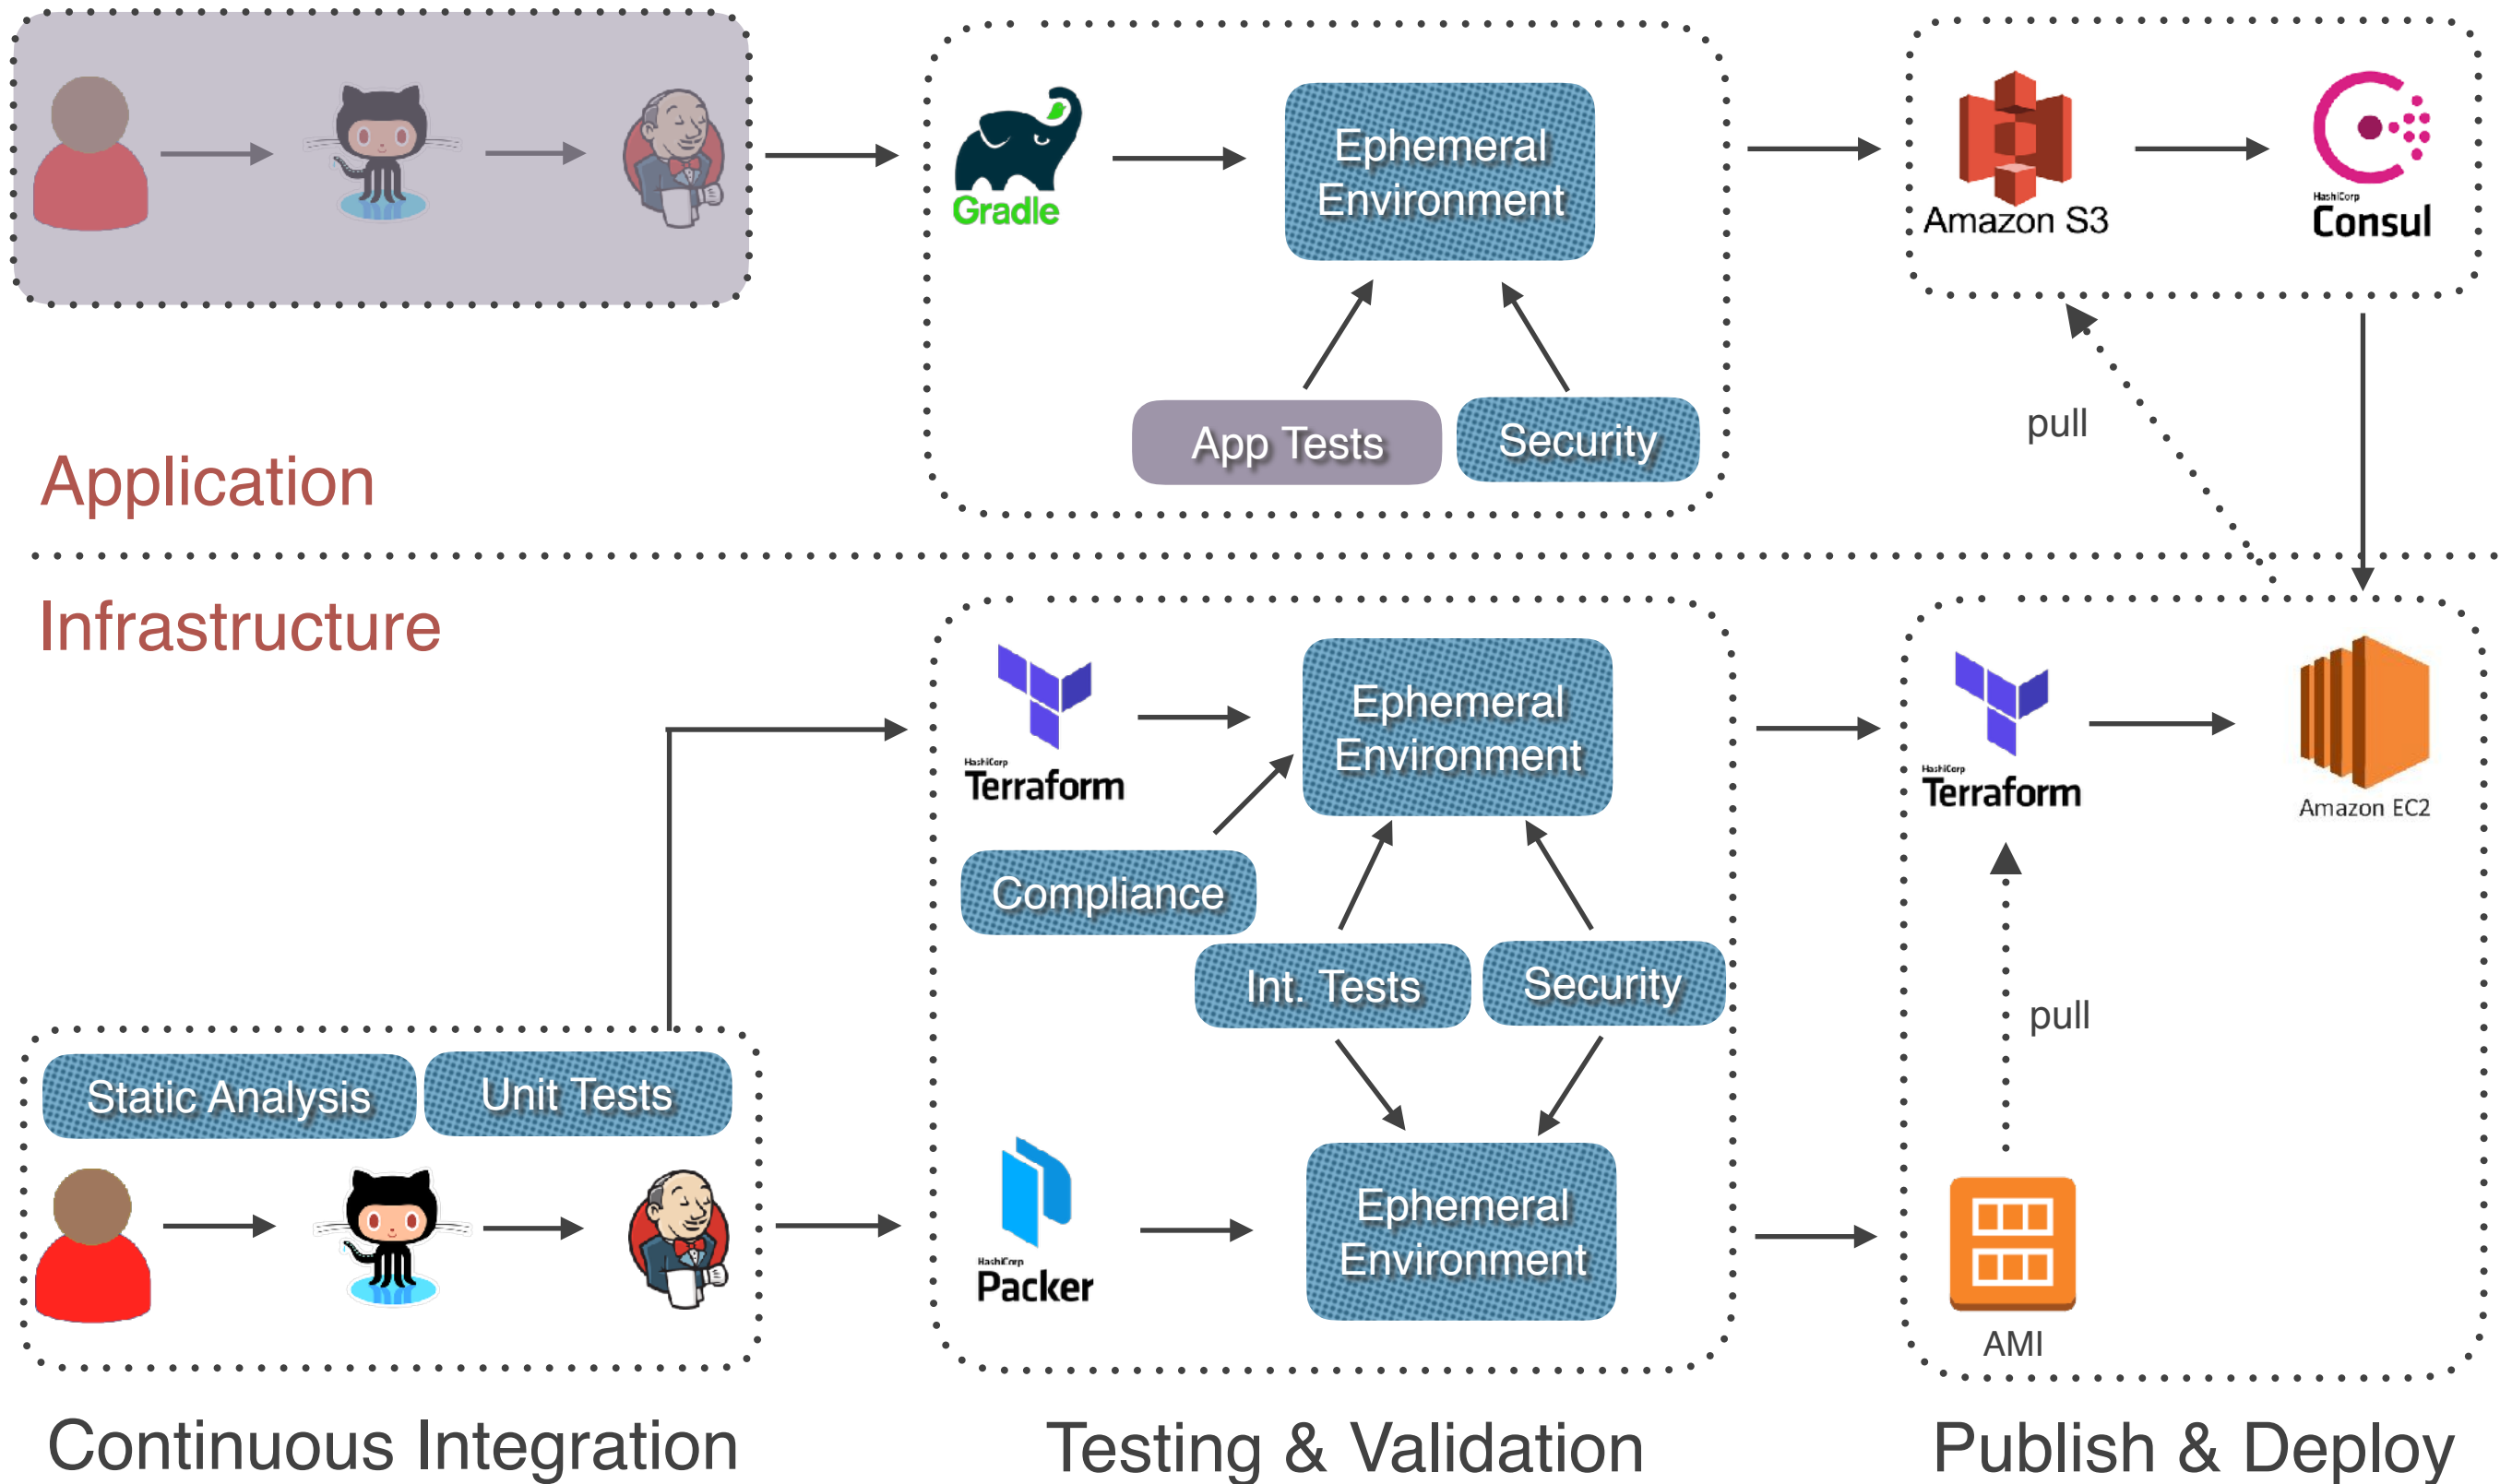 Gradle
Ephemeral
Environment
App Tests
Security
Amazon S3
HashiCorp
Consul
pull
Application
Infrastructure
HashiCorp
Terraform
Ephemeral
Environment
Compliance
Int. Tests
Security
HashiCorp
Terraform
Amazon EC2
pull
Static Analysis
Unit Tests
HashiCorp
Packer
Ephemeral
Environment
AMI
Continuous Integration
Testing & Validation
Publish & Deploy